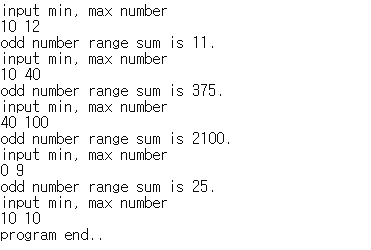 input min, max number
10 12
odd number range sum is 11.
input min, max number
10 40
odd number range sum is 375.
input min, max number
40 100
odd number range sum is 2100.
input min, max number
0 9
odd number range sum is 25.
input min, max number
10 10
program end..